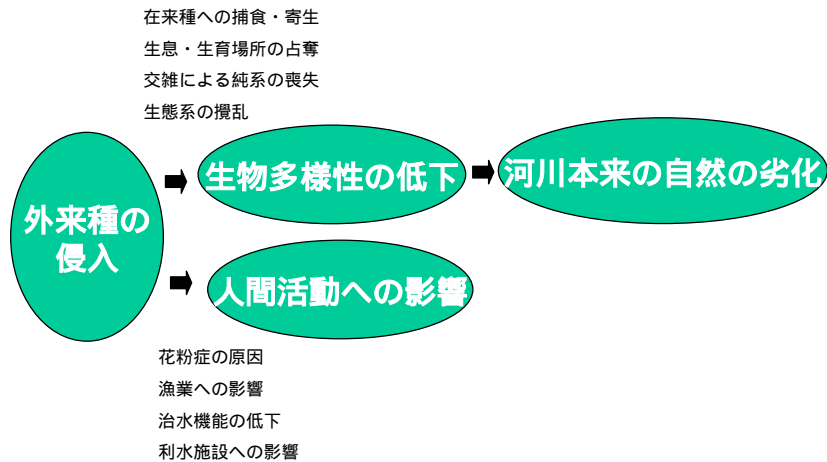 在来種への捕食・寄生
生息・生育場所の占奪
交雑による純系の喪失
生態系の攪乱
外来種の
侵入
生物多様性の低下
河川本来の自然の劣化
人間活動への影響
花粉症の原因
漁業への影響
治水機能の低下
利水施設への影響